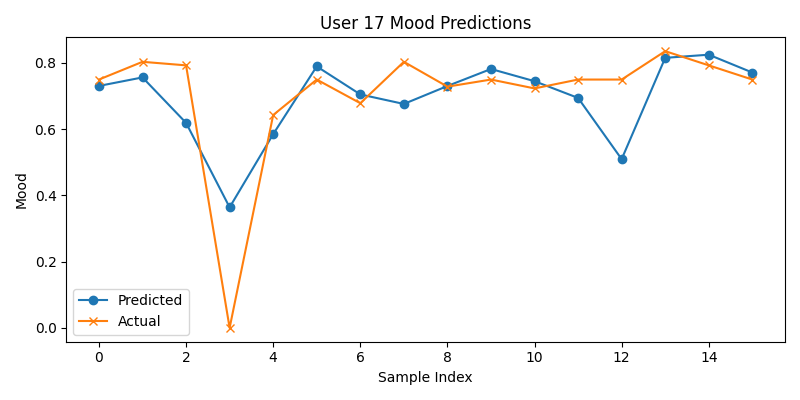 User 17 Mood Predictions
Mood
0.8
0.6
0.4
0.2
0.0
Predicted
Actual
0 2 4 6 8 10 12 14
Sample Index